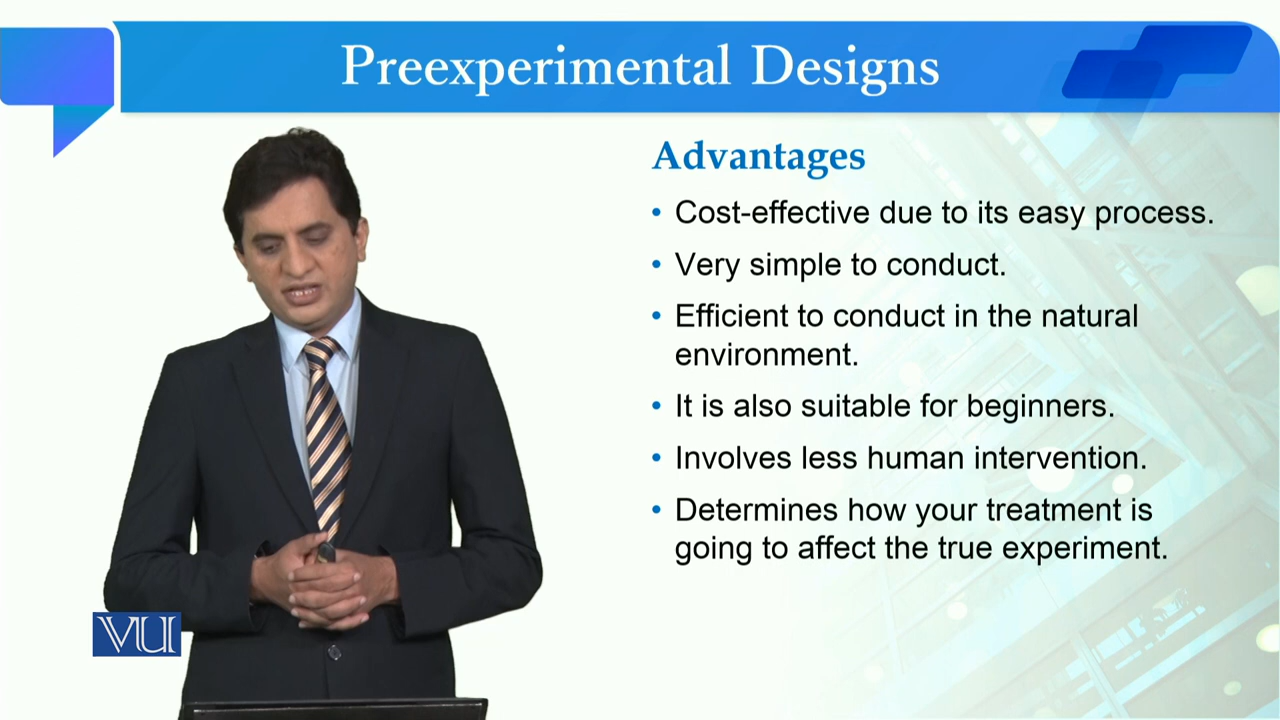 Preexperimental Designs
Advantages
• Cost-effective due to its easy process.
• Very simple to conduct.
• Efficient to conduct in the natural
environment.
• It is also suitable for beginners.
• Involves less human intervention.
• Determines how your treatment is
going to affect the true experiment.
VU